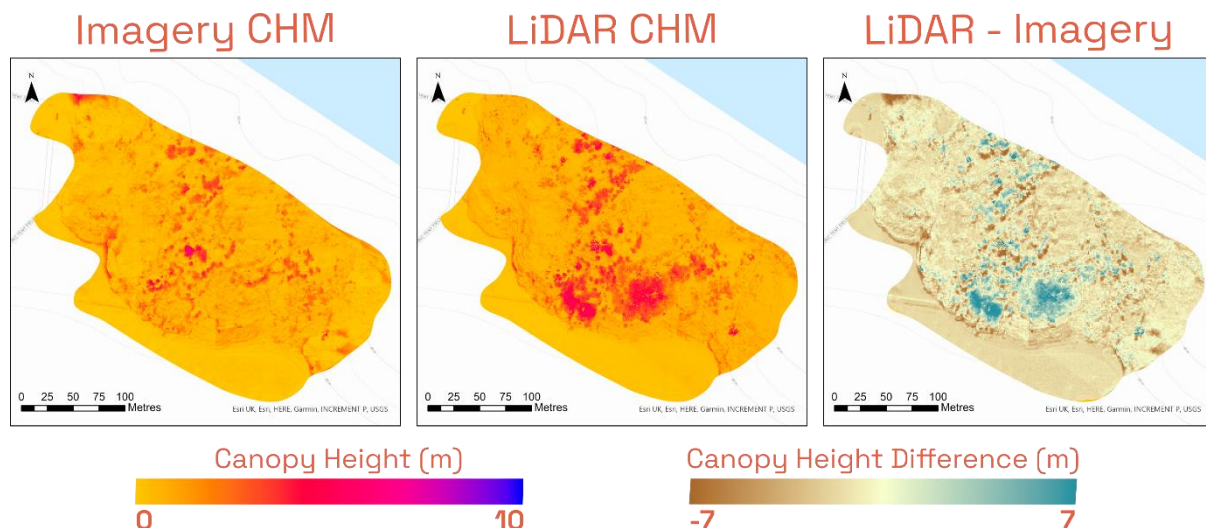 Imagery CHM
LiDAR CHM
LiDAR - Imagery
N
N
N
0 25 50 75 100
Metres
Esri UK, Esri, HERE, Garmin, INCREMENT P, USGS
0 25 50 75 100
Metres
Esri UK, Esri, HERE, Garmin, INCREMENT P, USGS
0 25 50 75 100
Metres
Esri UK, Esri, HERE, Garmin, INCREMENT P, USGS
Canopy Height (m)
0 10
Canopy Height Difference (m)
-7 7